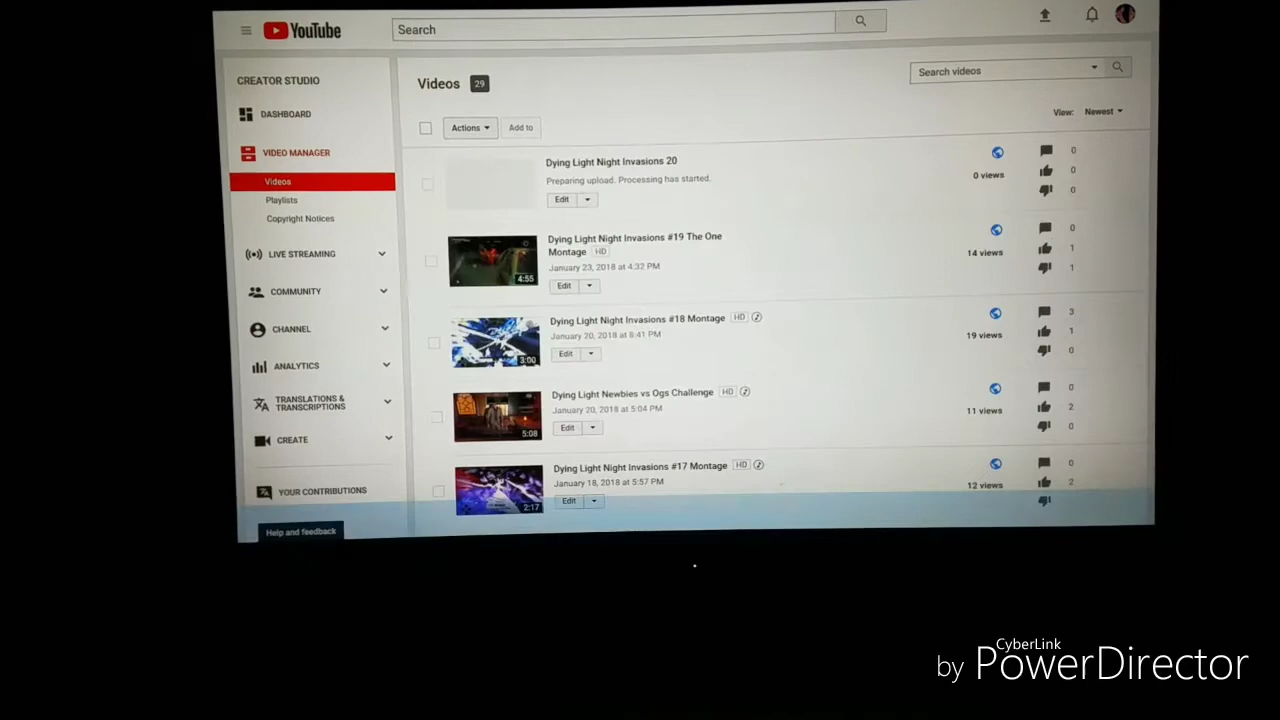 YouTube
Search
CREATOR STUDIO
DASHBOARD
VIDEO MANAGER
Videos
Playlists
Copyright Notices
LIVE STREAMING
COMMUNITY
CHANNEL
ANALYTICS
TRANSLATIONS &
TRANSCRIPTIONS
CREATE
YOUR CONTRIBUTIONS
Help and feedback
Videos 29
Search videos
View: Newest
Actions Add to
Dying Light Night Invasions 20
Preparing upload. Processing has started.
Edit
0 views
0
0
0
4:55
Dying Light Night Invasions #19 The One
Montage HD
January 23, 2018 at 4:32 PM
Edit
14 views
0
1
1
3:00
Dying Light Night Invasions #18 Montage HD
January 20, 2018 at 8:41 PM
Edit
19 views
3
1
0
5:08
Dying Light Newbies vs Ogs Challenge HD
January 20, 2018 at 5:04 PM
Edit
11 views
0
2
0
2:17
Dying Light Night Invasions #17 Montage HD
January 18, 2018 at 5:57 PM
Edit
12 views
0
2
CyberLink
by PowerDirector